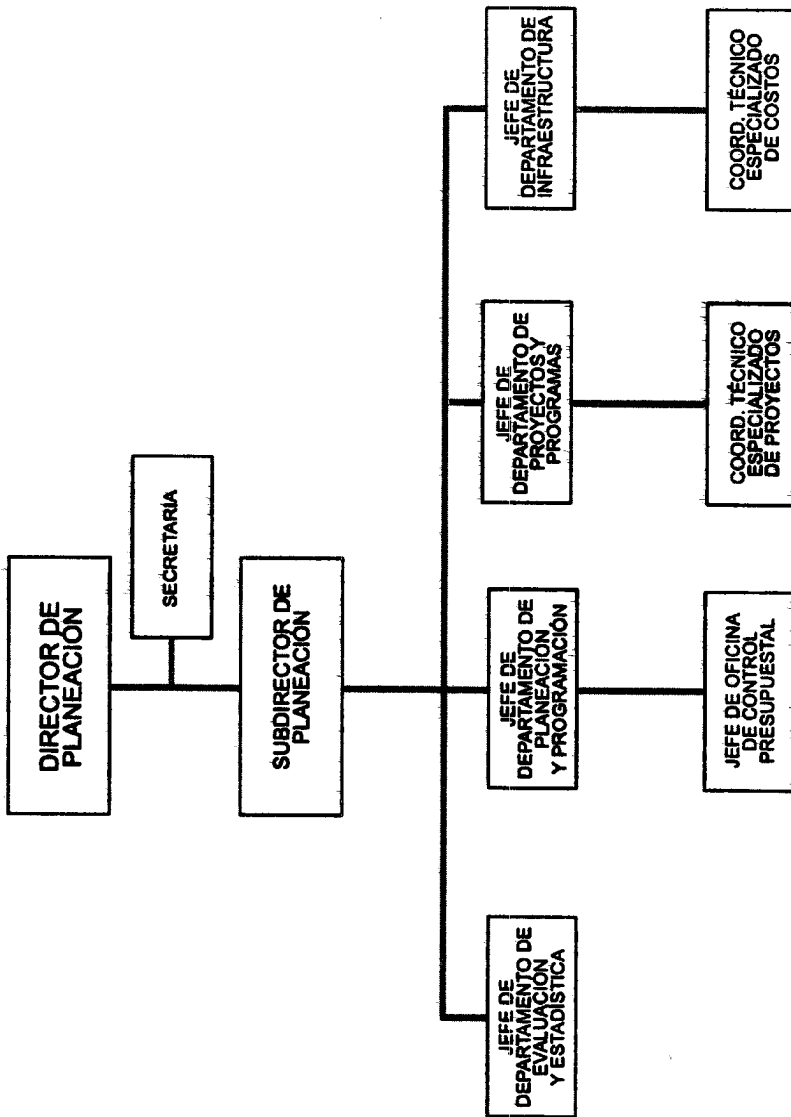 DIRECTOR DE
PLANEACIÓN
SECRETARÍA
SUBDIRECTOR DE
PLANEACIÓN
JEFE DE
DEPARTAMENTO DE
EVALUACIÓN
Y ESTADÍSTICA
JEFE DE
DEPARTAMENTO DE
PLANEACIÓN
Y PROGRAMACIÓN
JEFE DE
DEPARTAMENTO DE
PROYECTOS Y
PROGRAMAS
JEFE DE
DEPARTAMENTO DE
INFRAESTRUCTURA
JEFE DE OFICINA
DE CONTROL
PRESUPUESTAL
COORD. TÉCNICO
ESPECIALIZADO
DE PROYECTOS
COORD. TÉCNICO
ESPECIALIZADO
DE COSTOS